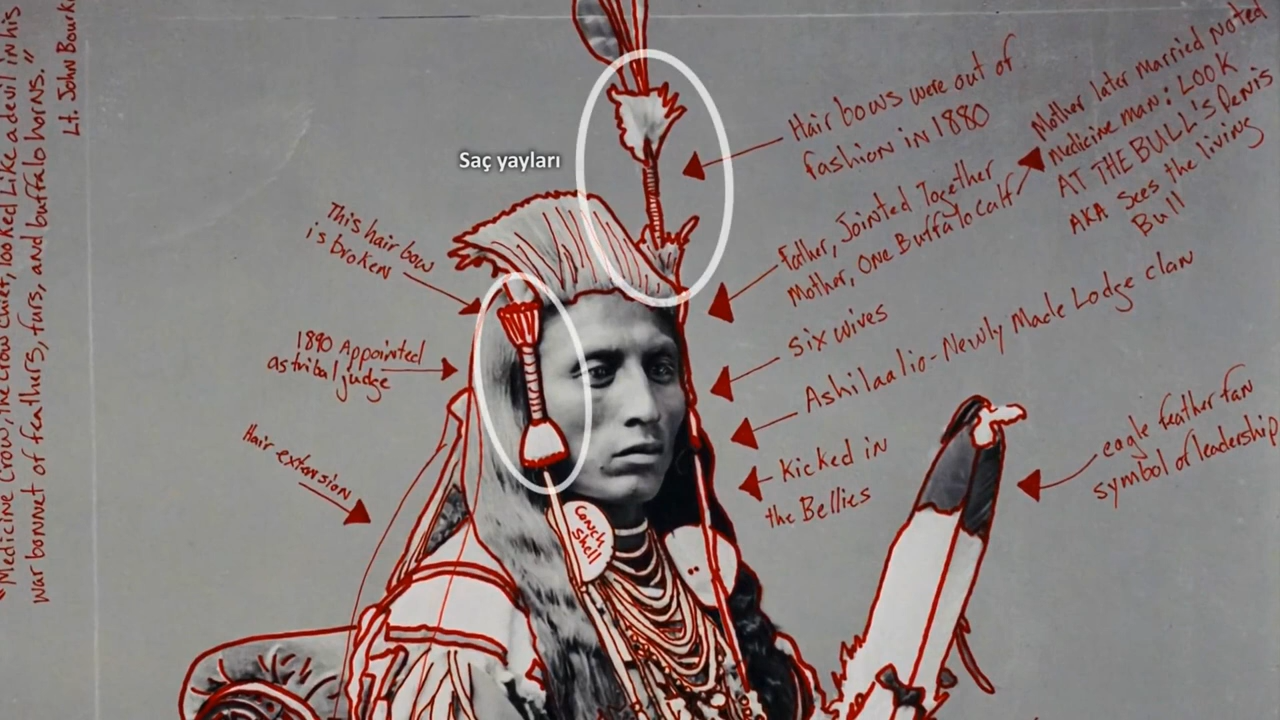 "Medicine Crow, the Crow chief, looked Like a devil in his
war bonnet of feathers, furs, and buffalo horns."
Lt. John Bourk
Saç yayları
Hair bows were out of
fashion in 1880
Mother later married noted
Medicine man: LOOK
AT THE BULL's Penis
AKA Sees the living
Bull
Father, Jointed Together
Mother, One Buffalo calf
This hair bow
is broken
six wives
1890 Appointed
as tribal judge
Ashilaalio-Newly Made Lodge clan
Hair extension
Kicked in
the Bellies
eagle feather fan
symbol of leadership
Conch
Shell